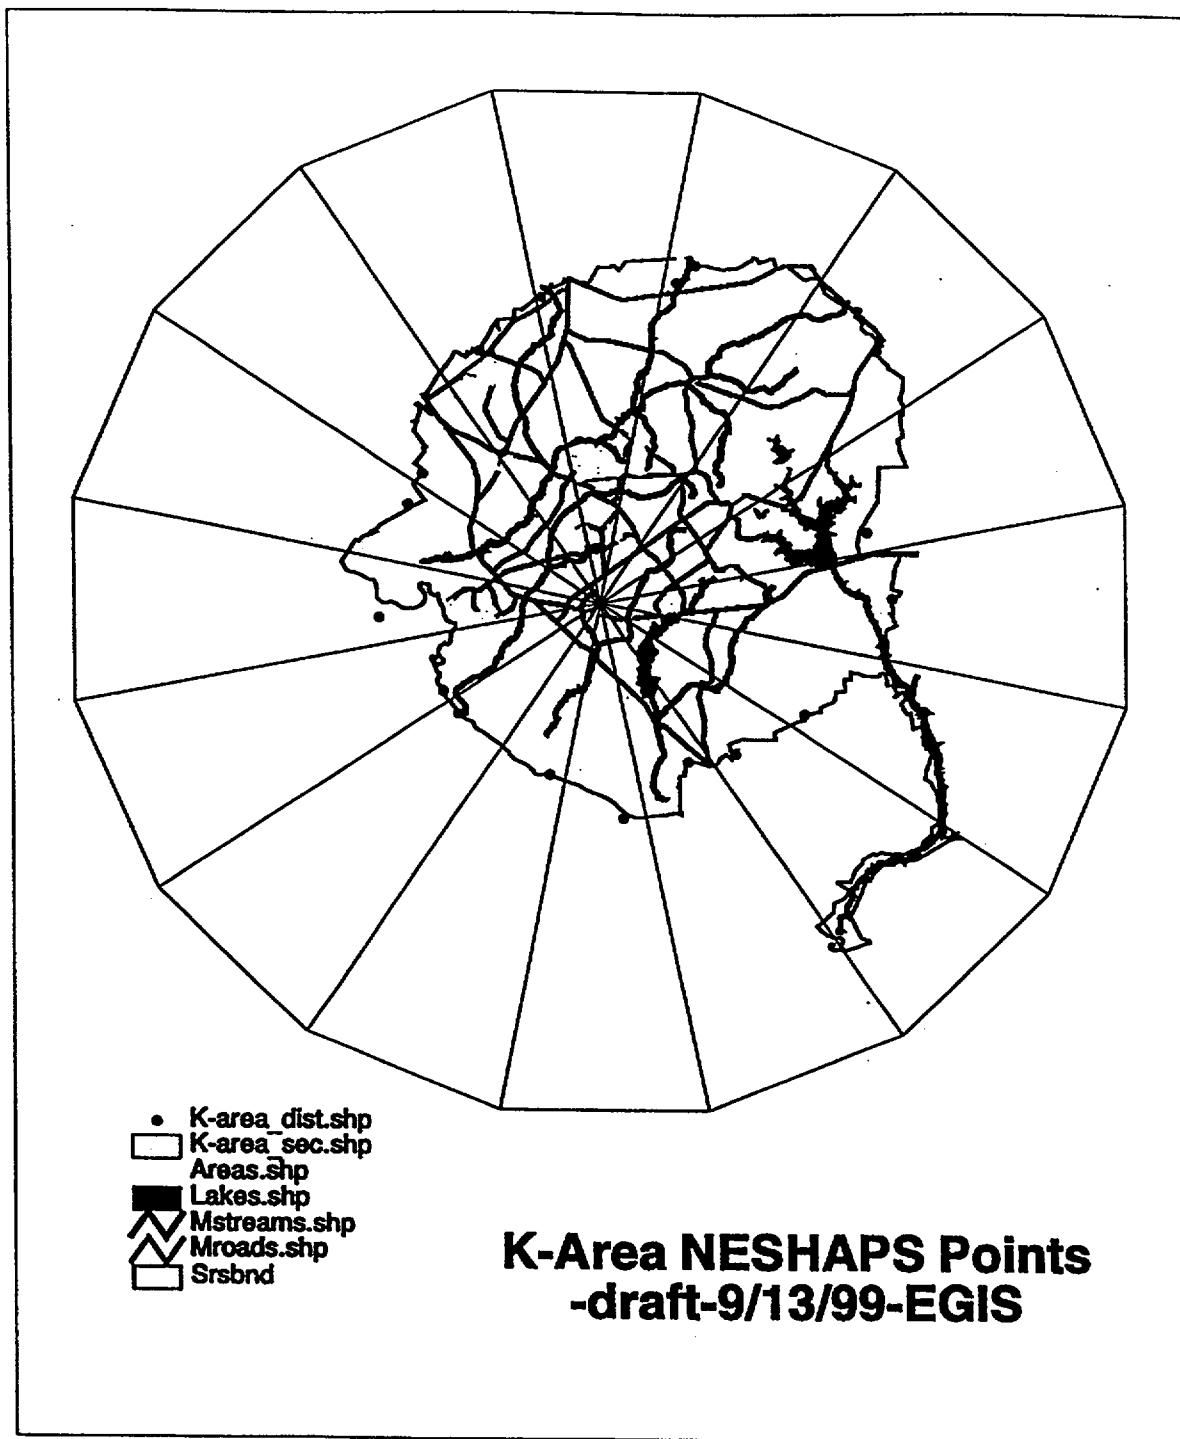 K-area_dist.shp
K-area_sec.shp
Areas.shp
Lakes.shp
Mstreams.shp
Mroads.shp
Srsbnd
K-Area NESHAPS Points
-draft-9/13/99-EGIS